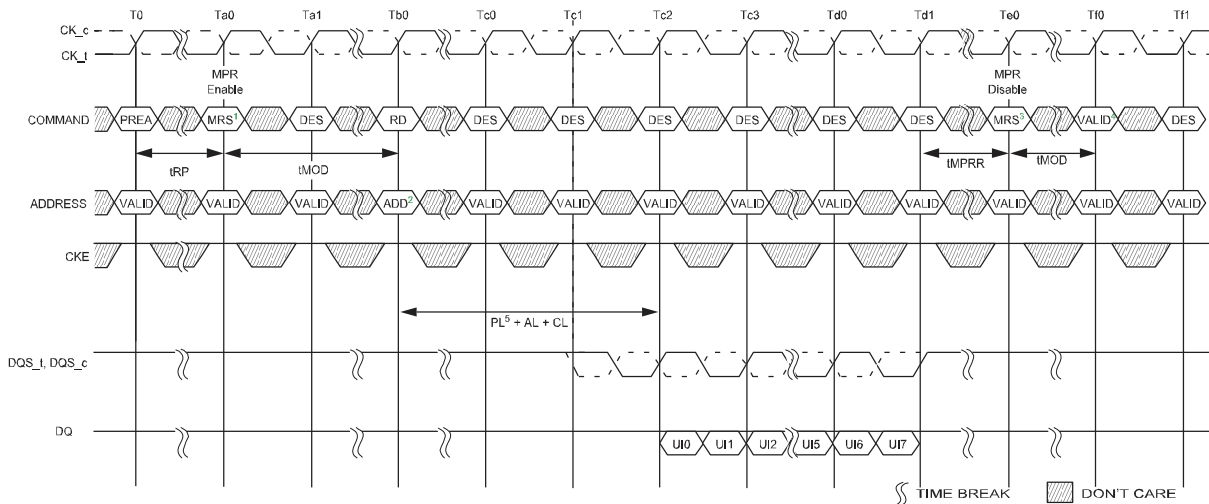 T0 Ta0 Ta1 Tb0 Tc0 Tc1 Tc2 Tc3 Td0 Td1 Te0 Tf0 Tf1
CK_c
CK_t
MPR Enable
MPR Disable
COMMAND PREA MRS1 DES RD DES DES DES DES DES DES MRS5 VALID4 DES
tRP tMOD tMPRR tMOD
ADDRESS VALID VALID VALID ADD2 VALID VALID VALID VALID VALID VALID VALID VALID VALID
CKE
PL5 + AL + CL
DQS_t, DQS_c
DQ UI0 UI1 UI2 UI5 UI6 UI7
TIME BREAK DON'T CARE